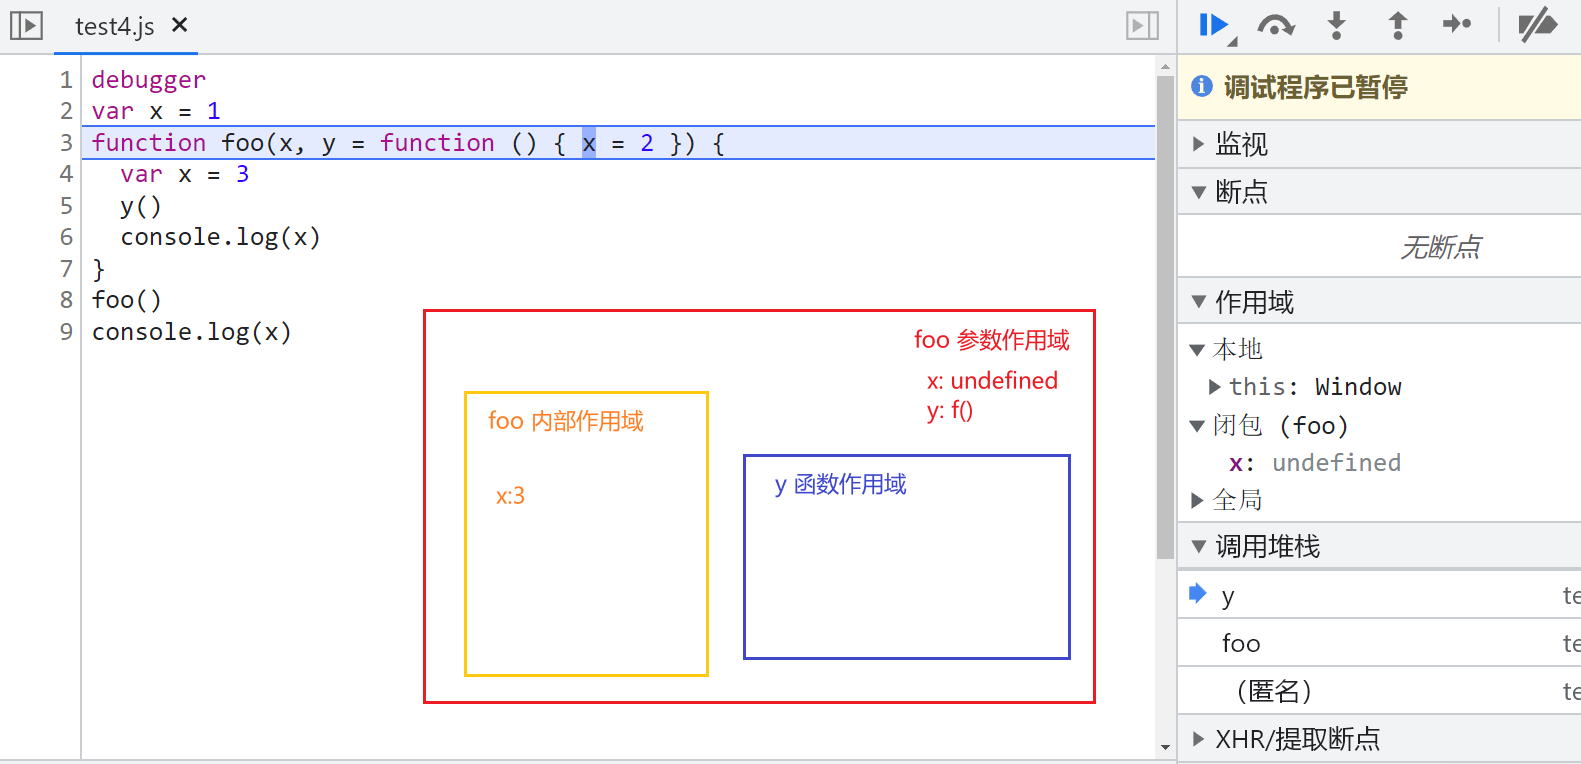 test4.js ×
1 debugger
2 var x = 1
3 function foo(x, y = function () { x = 2 }) {
4 var x = 3
5 y()
6 console.log(x)
7 }
8 foo()
9 console.log(x)
foo 参数作用域
x: undefined
y: f()
foo 内部作用域
x:3
y 函数作用域
调试程序已暂停
监视
断点
无断点
作用域
本地
this: Window
闭包 (foo)
x: undefined
全局
调用堆栈
y te
foo te
（匿名） te
XHR/提取断点